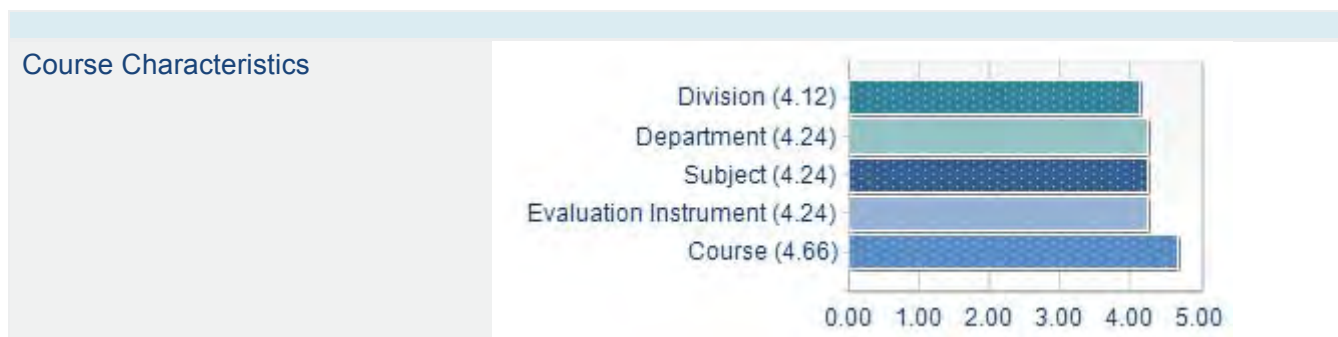 Course Characteristics
Division (4.12)
Department (4.24)
Subject (4.24)
Evaluation Instrument (4.24)
Course (4.66)
0.00 1.00 2.00 3.00 4.00 5.00